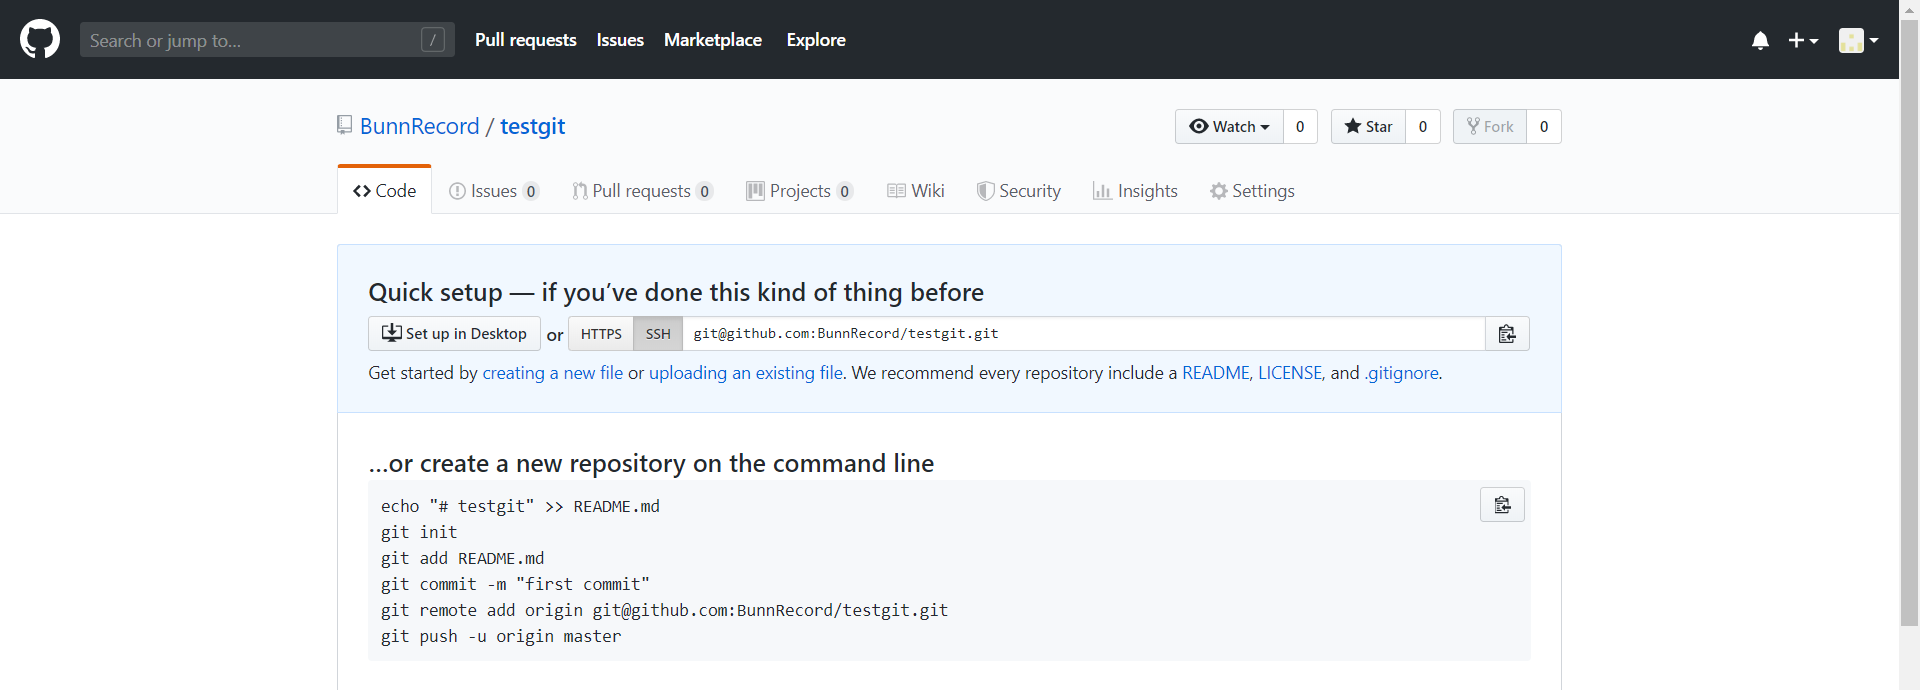 Search or jump to... /
Pull requests Issues Marketplace Explore
BunnRecord / testgit
Watch 0 Star 0 Fork 0
Code Issues 0 Pull requests 0 Projects 0 Wiki Security Insights Settings
Quick setup — if you’ve done this kind of thing before
Set up in Desktop or HTTPS SSH git@github.com:BunnRecord/testgit.git
Get started by creating a new file or uploading an existing file. We recommend every repository include a README, LICENSE, and .gitignore.
…or create a new repository on the command line
echo "# testgit" >> README.md
git init
git add README.md
git commit -m "first commit"
git remote add origin git@github.com:BunnRecord/testgit.git
git push -u origin master